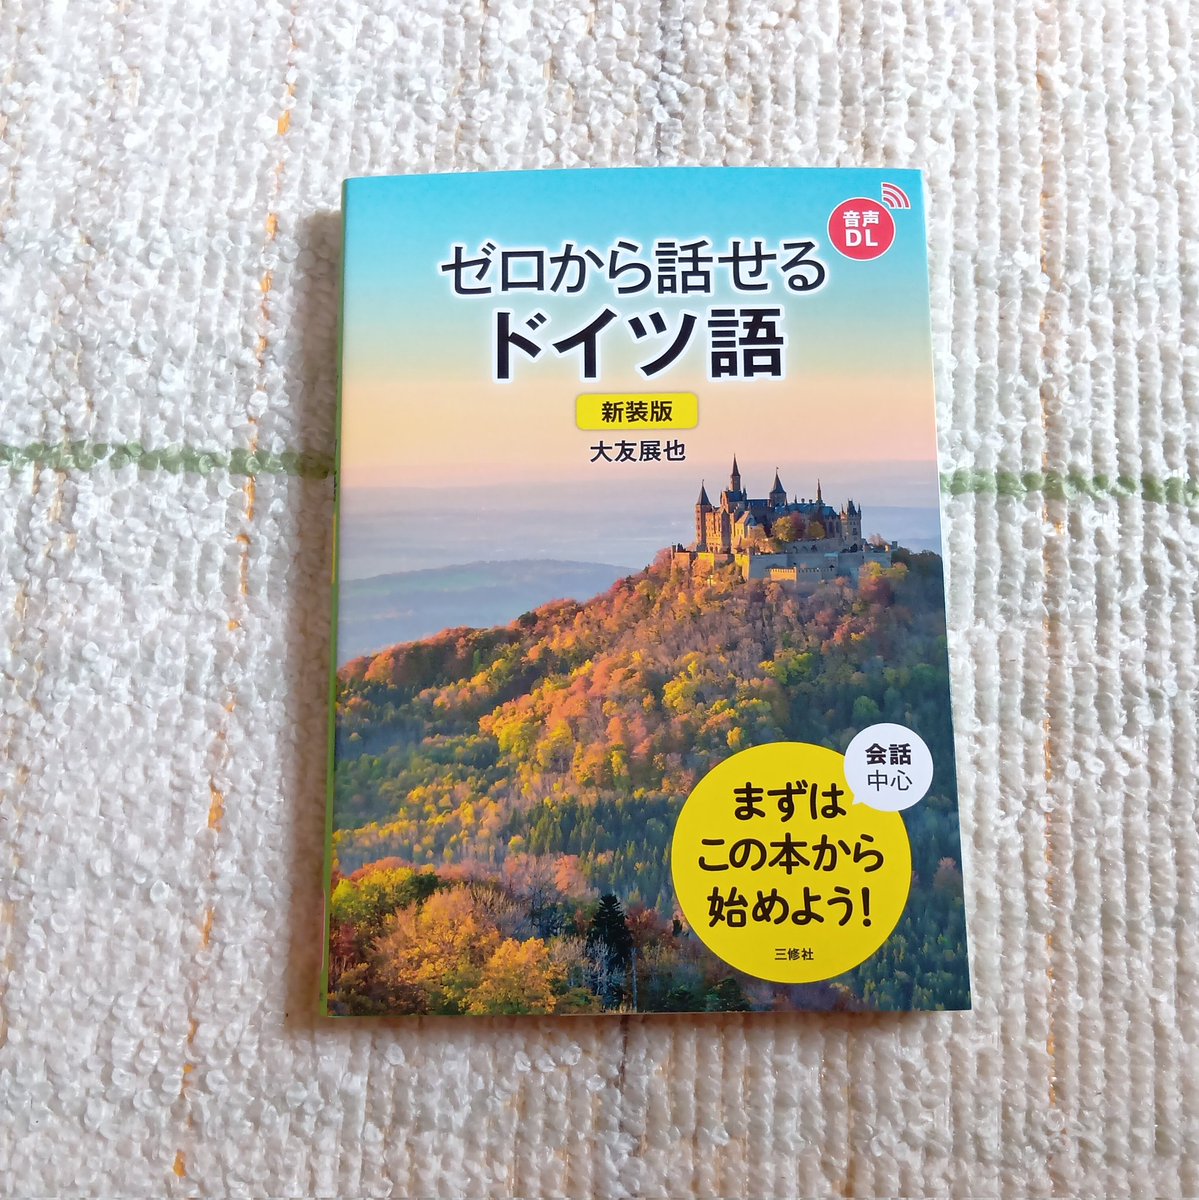 音声
DL
ゼロから話せる
ドイツ語
新装版
大友展也
会話
中心
まずは
この本から
始めよう!
三修社